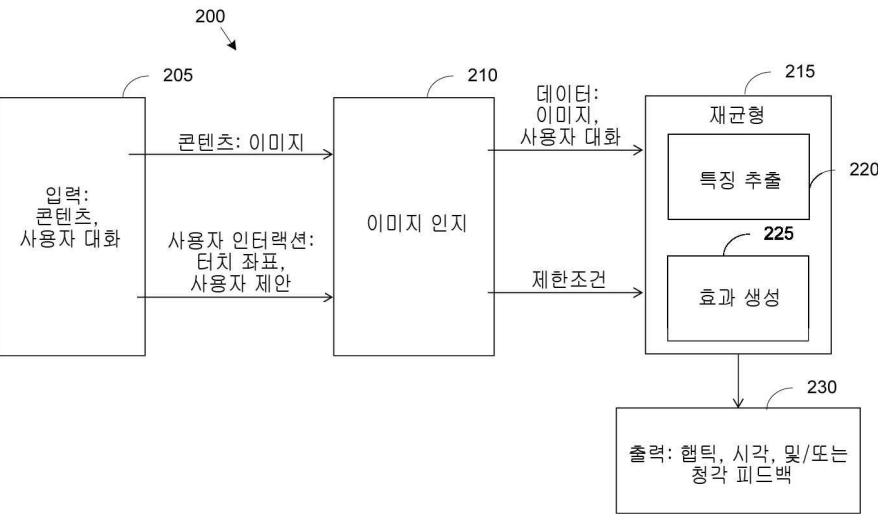 200
205
입력:
콘텐츠,
사용자 대화
콘텐츠: 이미지
사용자 인터랙션:
터치 좌표,
사용자 제안
210
이미지 인지
데이터:
이미지,
사용자 대화
제한조건
215
재균형
특징 추출
220
225
효과 생성
230
출력: 햅틱, 시각, 및/또는
청각 피드백